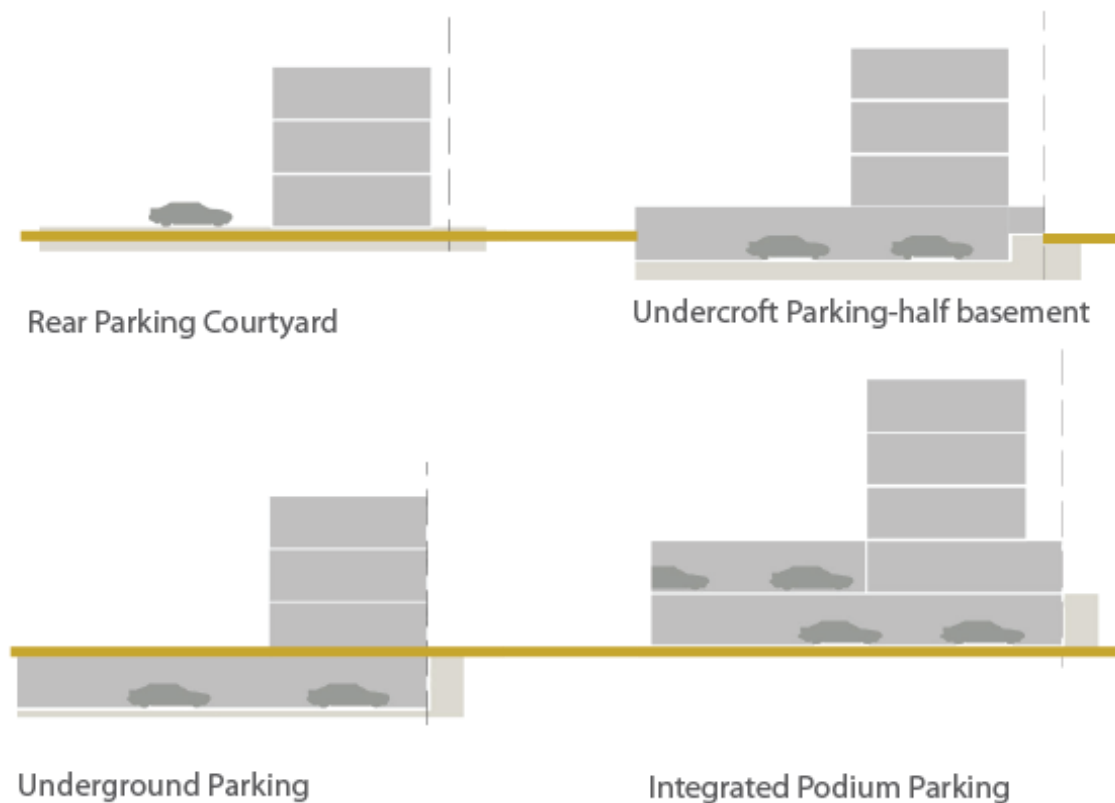 Rear Parking Courtyard
Undercroft Parking-half basement
Underground Parking
Integrated Podium Parking